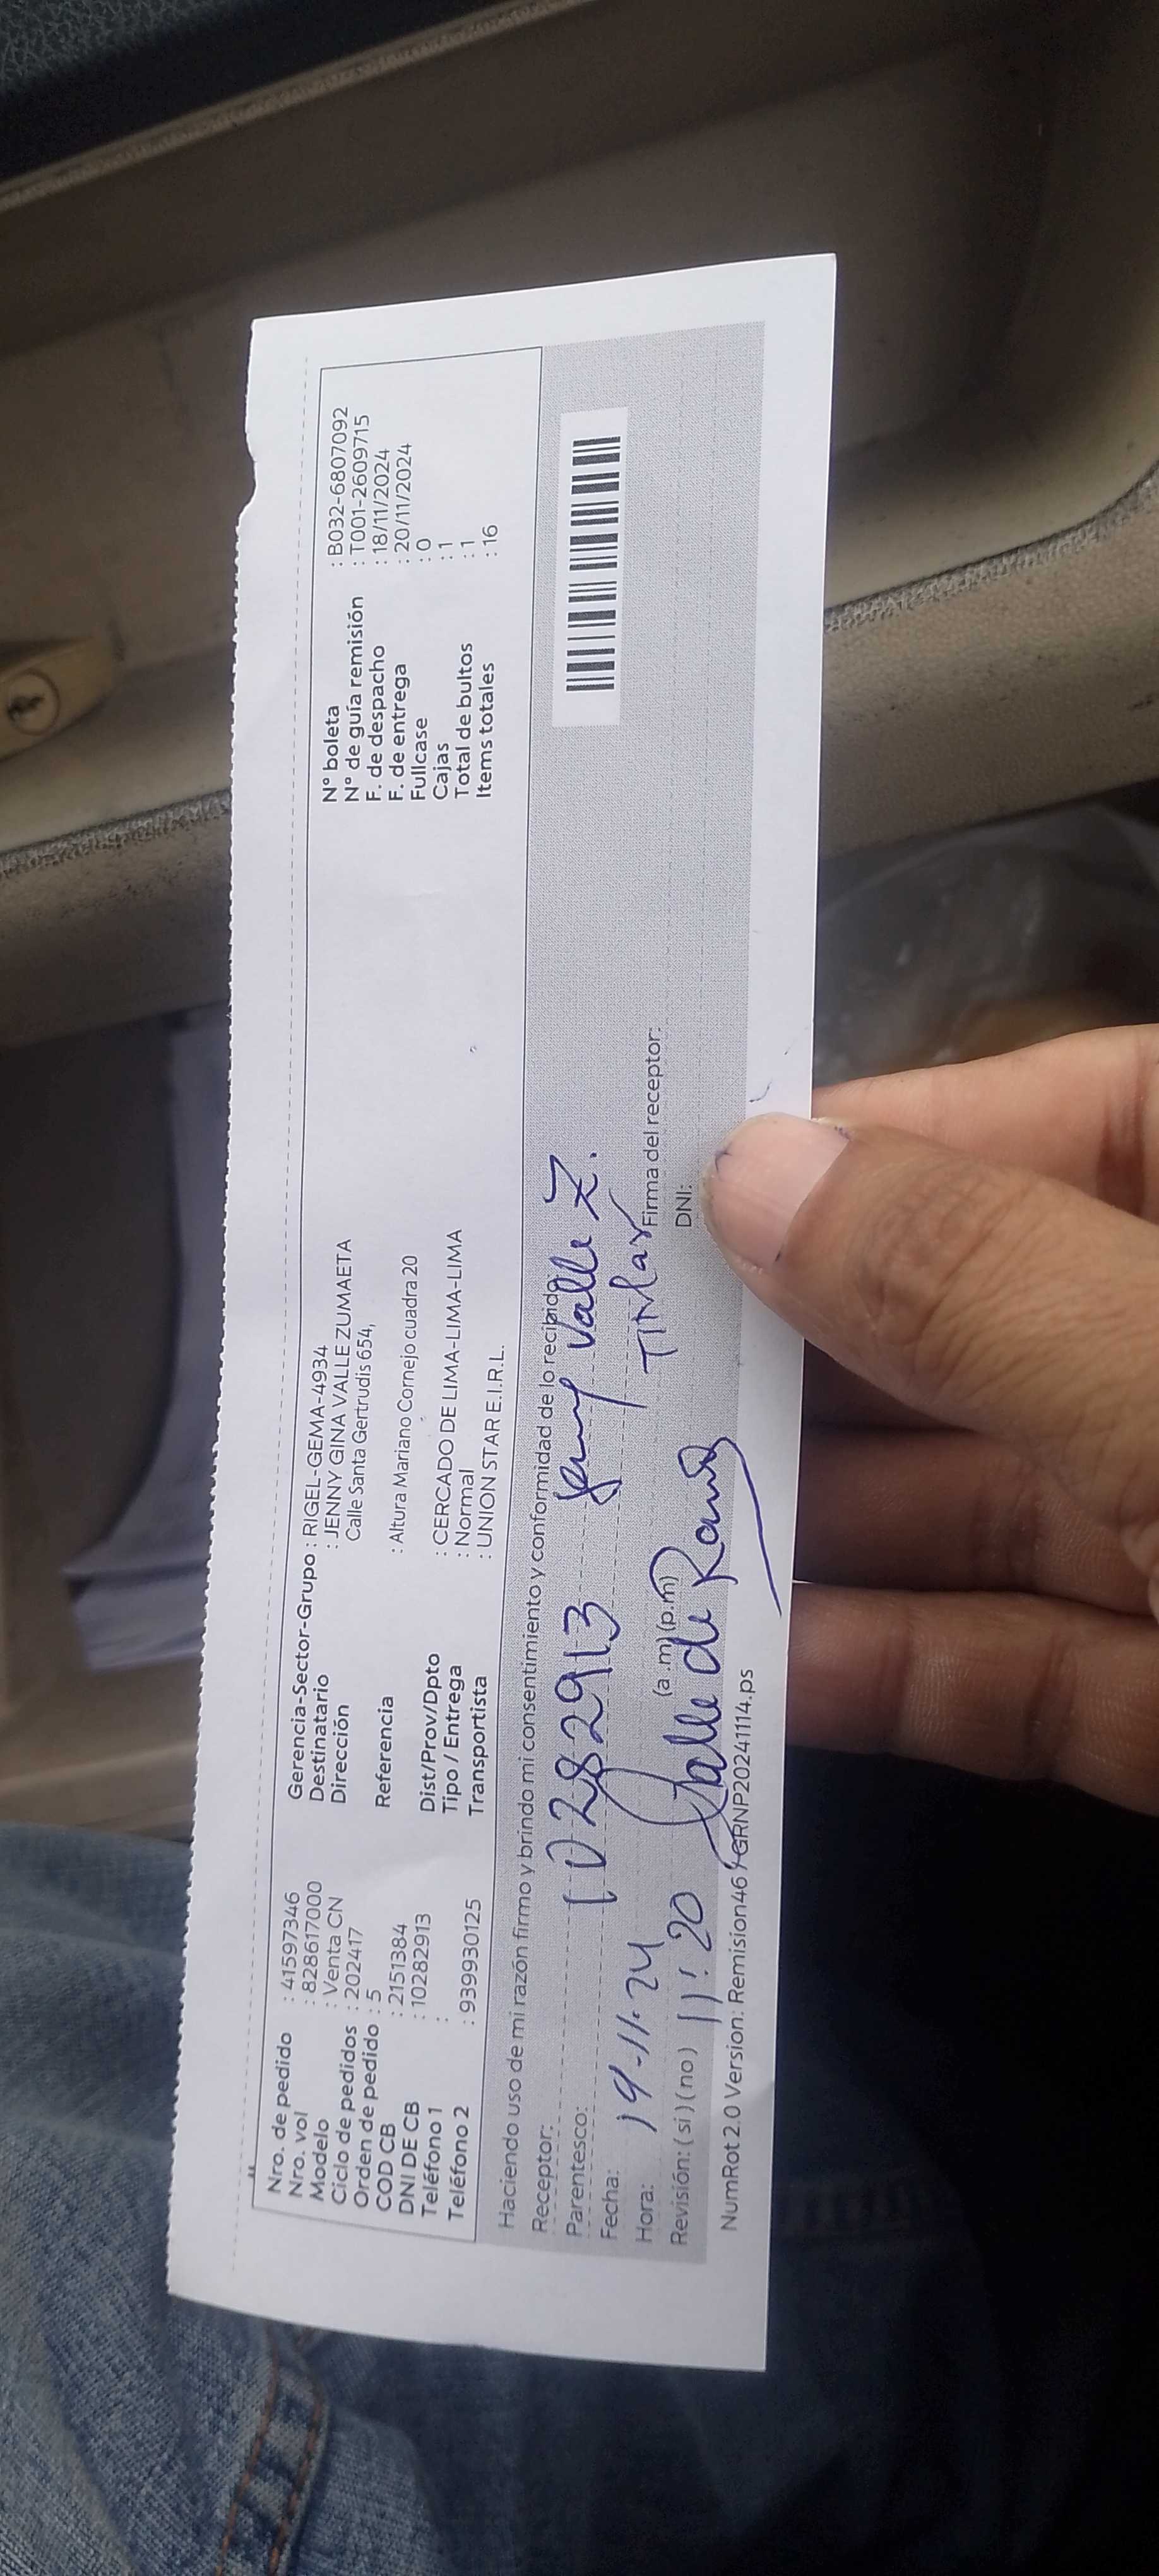 Nro. de pedido : 41597346
Nro. vol : 828617000
Modelo : Venta CN
Ciclo de pedidos : 202417
Orden de pedido : 5
COD CB : 2151384
DNI DE CB : 10282913
Teléfono 1 :
Teléfono 2 : 939930125
Gerencia-Sector-Grupo : RIGEL-GEMA-4934
Destinatario : JENNY GINA VALLE ZUMAETA
Dirección Calle Santa Gertrudis 654,
Referencia : Altura Mariano Cornejo cuadra 20
Dist/Prov/Dpto : CERCADO DE LIMA-LIMA-LIMA
Tipo / Entrega : Normal
Transportista : UNION STAR E.I.R.L.
N° boleta : B032-6807092
N° de guía remisión : T001-2609715
F. de despacho : 18/11/2024
F. de entrega : 20/11/2024
Fullcase : 0
Cajas : 1
Total de bultos : 1
Items totales : 16
Haciendo uso de mi razón firmo y brindo mi consentimiento y conformidad de lo recibido.
Receptor: 10282913 Jenny Valle Z.
Parentesco: Titular
Fecha: 19-11-24
Hora: 11:20 (a.m) (p.m)
Firma del receptor:
Revisión: ( si ) ( no )
Valle de
DNI:
NumRot 2.0 Version: Remision46
GRNP20241114.ps